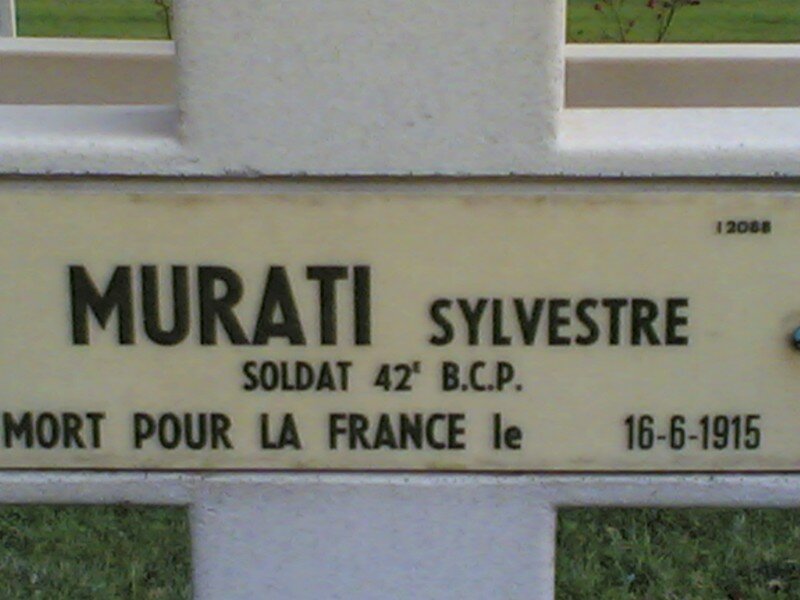 12088
MURATI SYLVESTRE
SOLDAT 42E B.C.P.
MORT POUR LA FRANCE le 16-6-1915